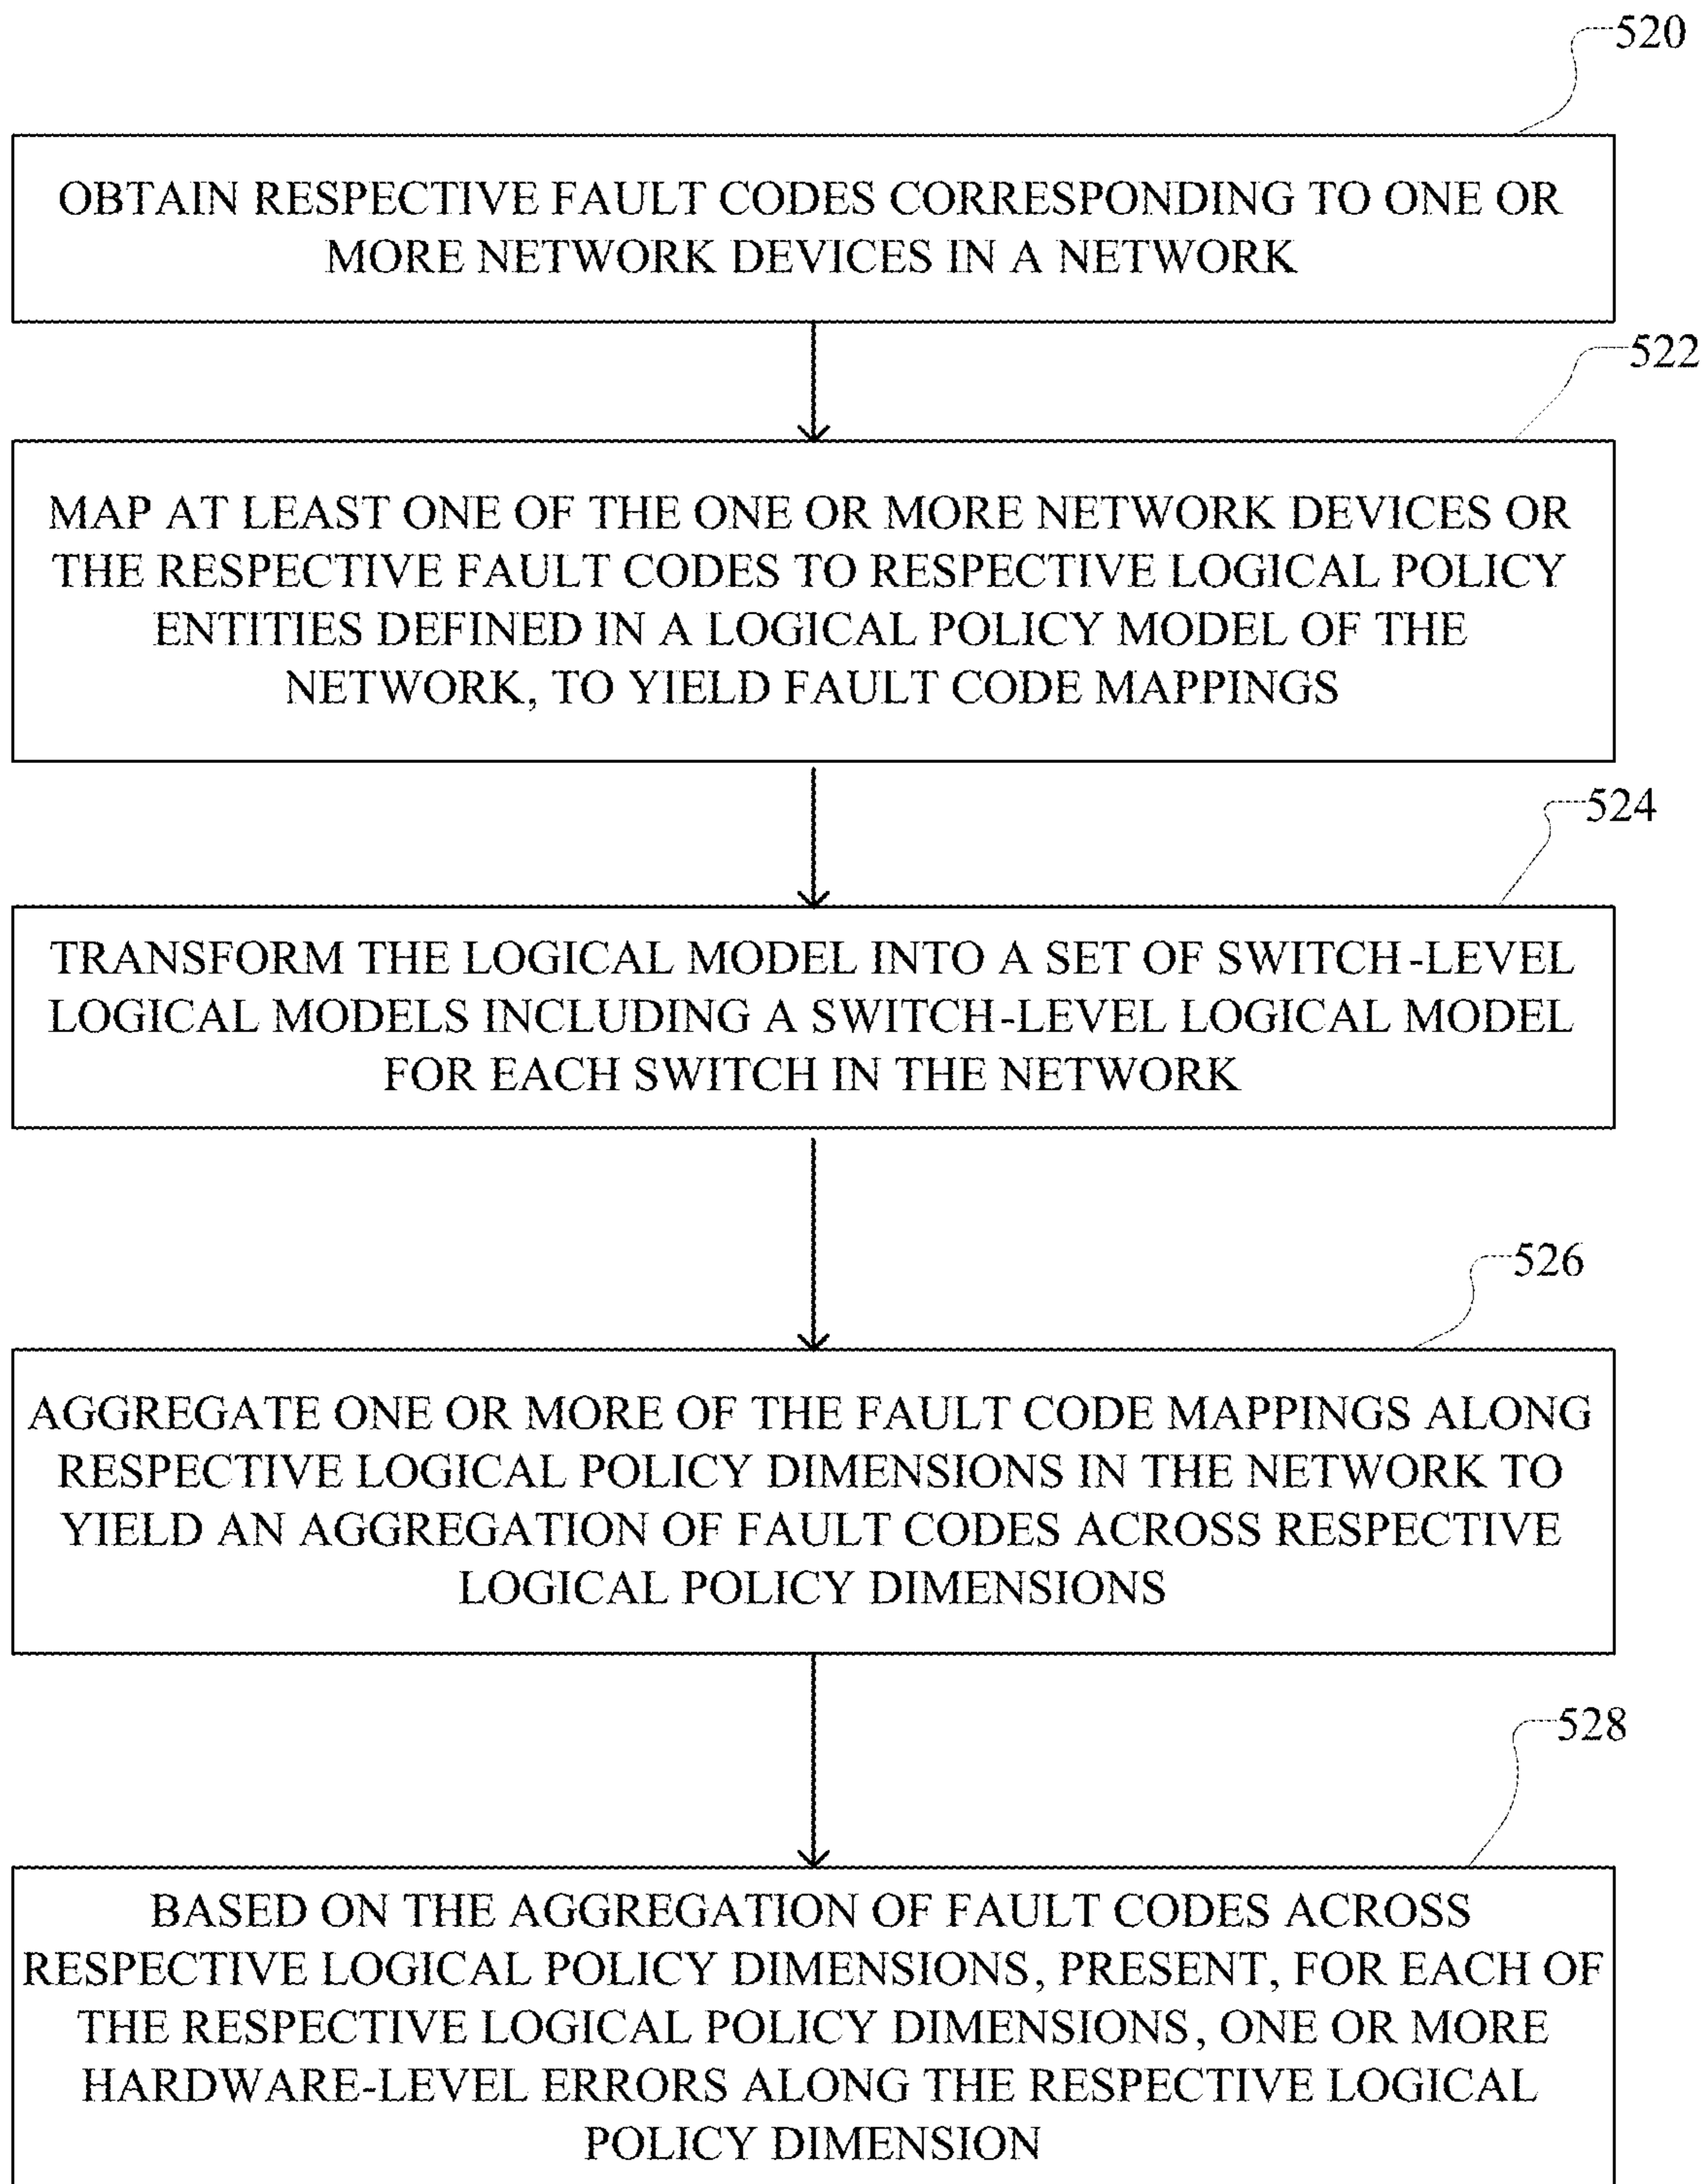 520
OBTAIN RESPECTIVE FAULT CODES CORRESPONDING TO ONE OR
MORE NETWORK DEVICES IN A NETWORK
522
MAP AT LEAST ONE OF THE ONE OR MORE NETWORK DEVICES OR
THE RESPECTIVE FAULT CODES TO RESPECTIVE LOGICAL POLICY
ENTITIES DEFINED IN A LOGICAL POLICY MODEL OF THE
NETWORK, TO YIELD FAULT CODE MAPPINGS
524
TRANSFORM THE LOGICAL MODEL INTO A SET OF SWITCH-LEVEL
LOGICAL MODELS INCLUDING A SWITCH-LEVEL LOGICAL MODEL
FOR EACH SWITCH IN THE NETWORK
526
AGGREGATE ONE OR MORE OF THE FAULT CODE MAPPINGS ALONG
RESPECTIVE LOGICAL POLICY DIMENSIONS IN THE NETWORK TO
YIELD AN AGGREGATION OF FAULT CODES ACROSS RESPECTIVE
LOGICAL POLICY DIMENSIONS
528
BASED ON THE AGGREGATION OF FAULT CODES ACROSS
RESPECTIVE LOGICAL POLICY DIMENSIONS, PRESENT, FOR EACH OF
THE RESPECTIVE LOGICAL POLICY DIMENSIONS, ONE OR MORE
HARDWARE-LEVEL ERRORS ALONG THE RESPECTIVE LOGICAL
POLICY DIMENSION